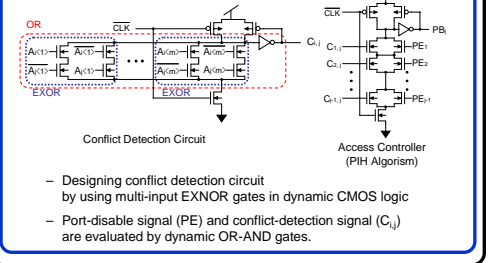 OR
CLK
CLK
PBi
Ci,j
Ai<1> Ai<1> Ai<m> Ai<m>
Ai<1> Aj<1> Ai<m> Aj<m>
EXOR EXOR
C1,j PE1
C2,j PE2
Cj-1,j PEj-1
Conflict Detection Circuit
Access Controller
(PIH Algorism)
– Designing conflict detection circuit
by using multi-input EXNOR gates in dynamic CMOS logic
– Port-disable signal (PE) and conflict-detection signal (Ci,j)
are evaluated by dynamic OR-AND gates.